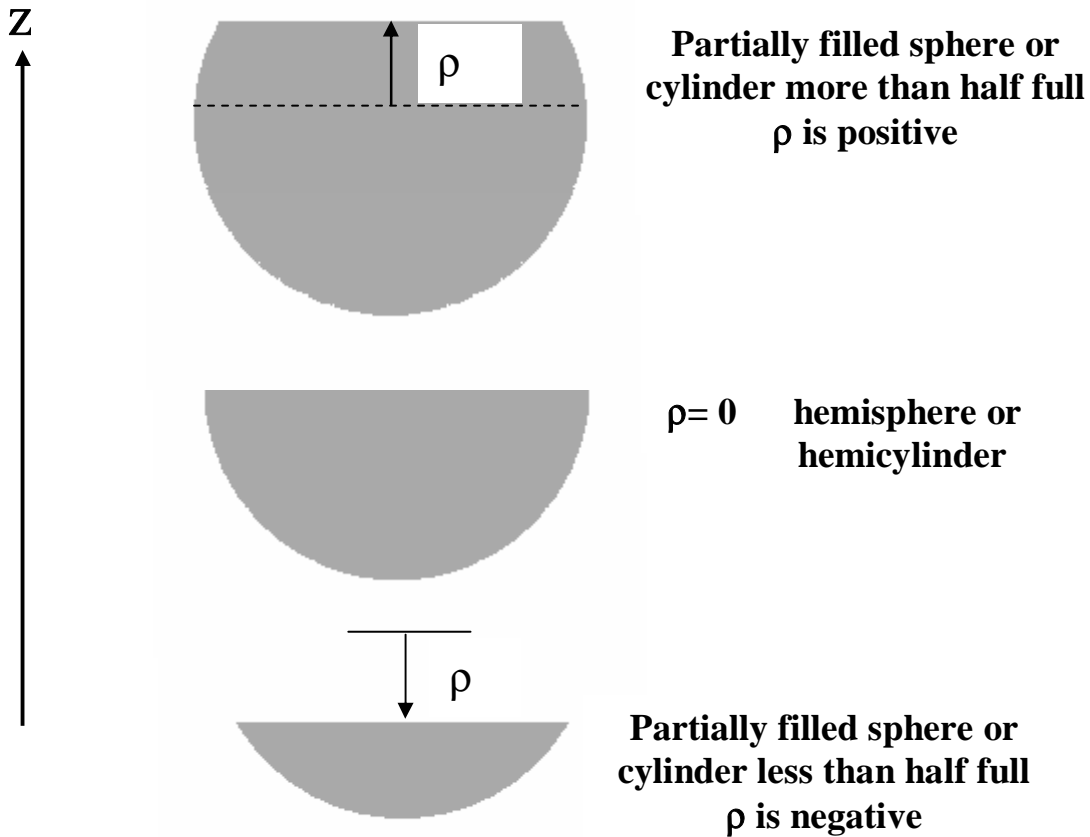 Z
ρ
Partially filled sphere or
cylinder more than half full
ρ is positive
ρ= 0 hemisphere or
hemicylinder
ρ
Partially filled sphere or
cylinder less than half full
ρ is negative